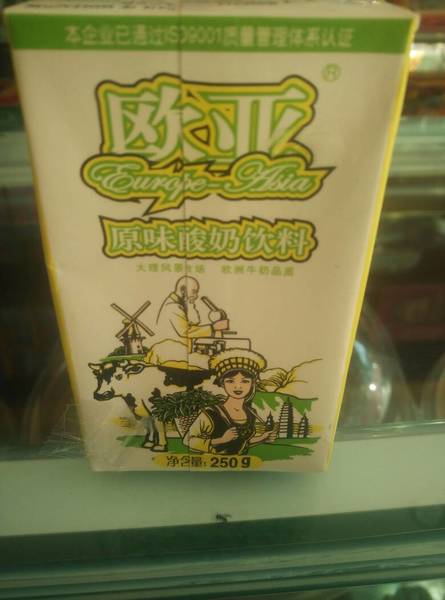 本企业已通过ISO9001质量管理体系认证
欧亚®
Europe-Asia
原味酸奶饮料
大理风景牧场 欧洲牛奶品质
净含量: 250g